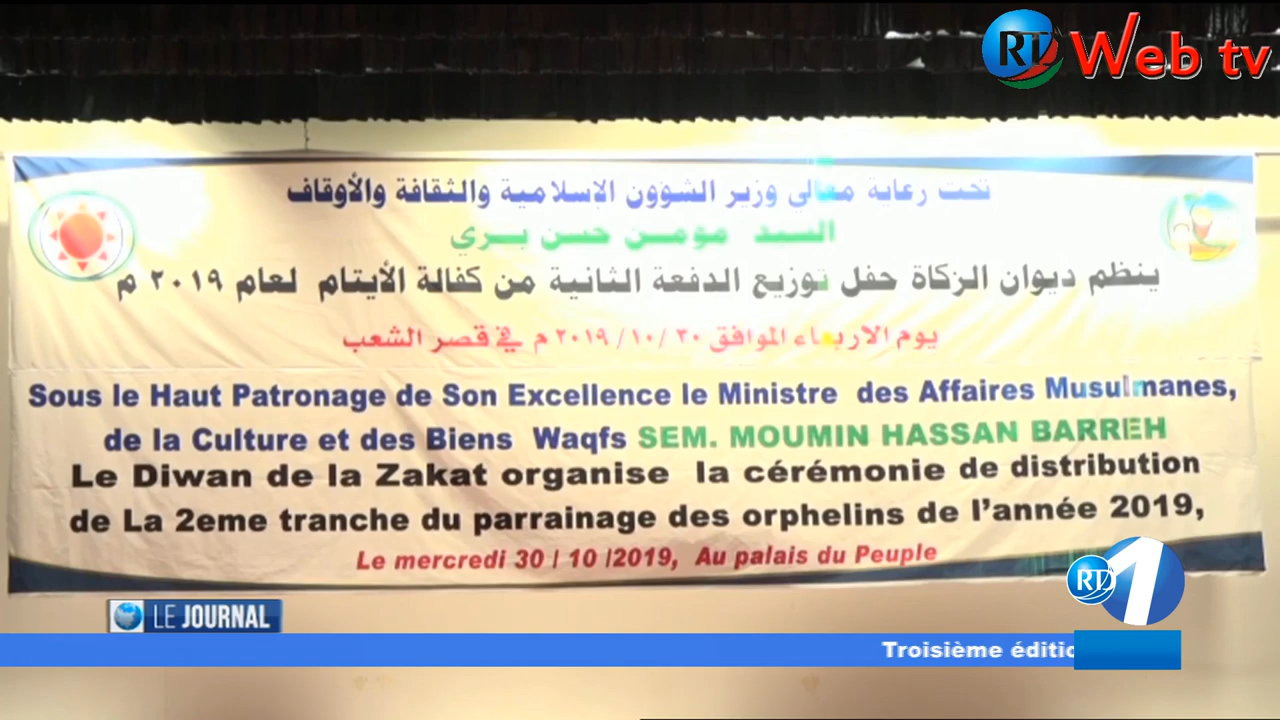 RT Web tv
تحت رعاية معالي وزير الشؤون الإسلامية والثقافة والأوقاف
السيد مومن حسن بري
ينظم ديوان الزكاة حفل توزيع الدفعة الثانية من كفالة الأيتام لعام ٢٠١٩ م
يوم الاربعاء الموافق ٣٠ /١٠ /٢٠١٩ م في قصر الشعب
Sous le Haut Patronage de Son Excellence le Ministre des Affaires Musulmanes,
de la Culture et des Biens Waqfs SEM. MOUMIN HASSAN BARREH
Le Diwan de la Zakat organise la cérémonie de distribution
de La 2eme tranche du parrainage des orphelins de l'année 2019,
Le mercredi 30 / 10 /2019, Au palais du Peuple
RTD 1
LE JOURNAL
Troisième éditio